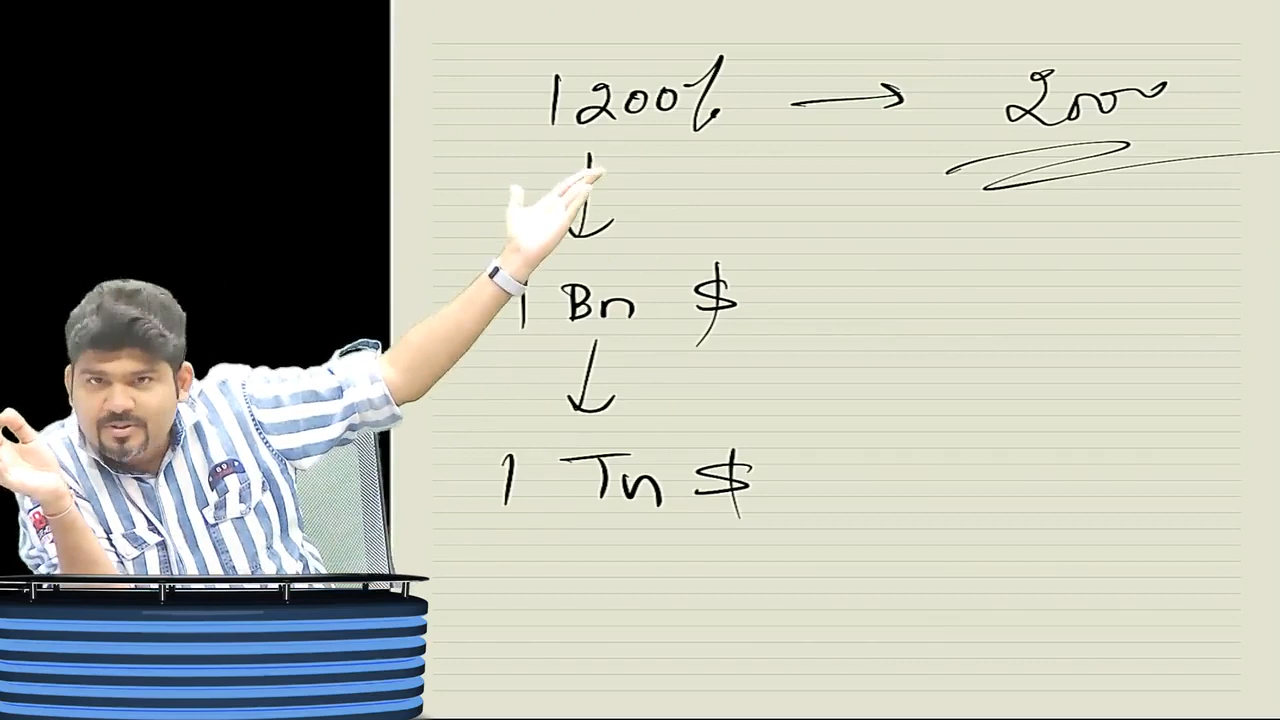 1200% → 2000
↓
1 Bn $
↓
1 Tn $